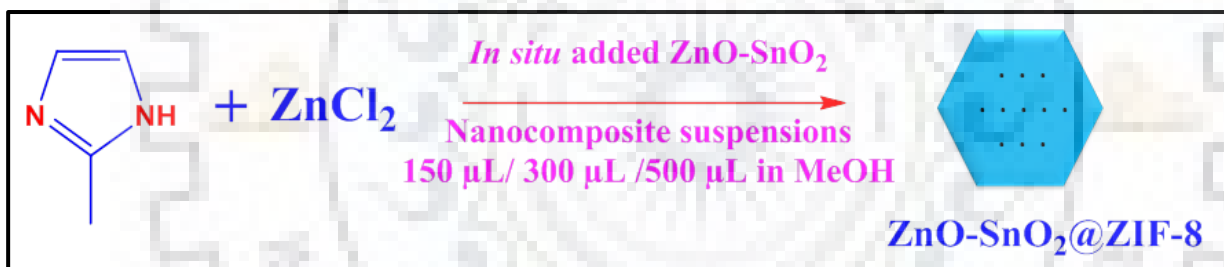 N
NH
+ ZnCl₂
In situ added ZnO-SnO₂
Nanocomposite suspensions
150 µL/ 300 µL /500 µL in MeOH
ZnO-SnO₂@ZIF-8